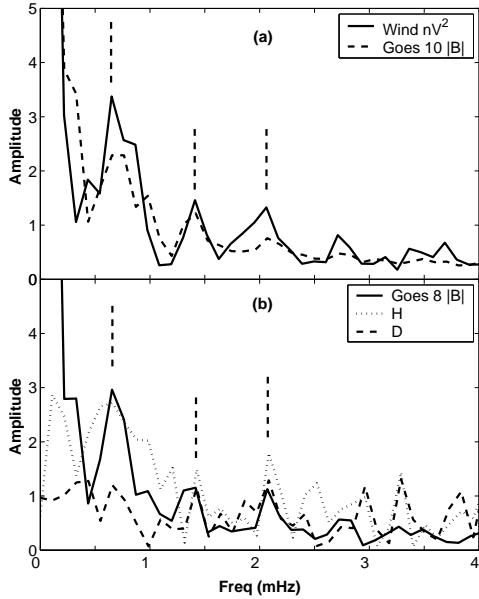 5
4
3
2
1
0
Amplitude
(a)
Wind nV²
Goes 10 |B|
5
4
3
2
1
0
Amplitude
(b)
Goes 8 |B|
H
D
0 1 2 3 4
Freq (mHz)